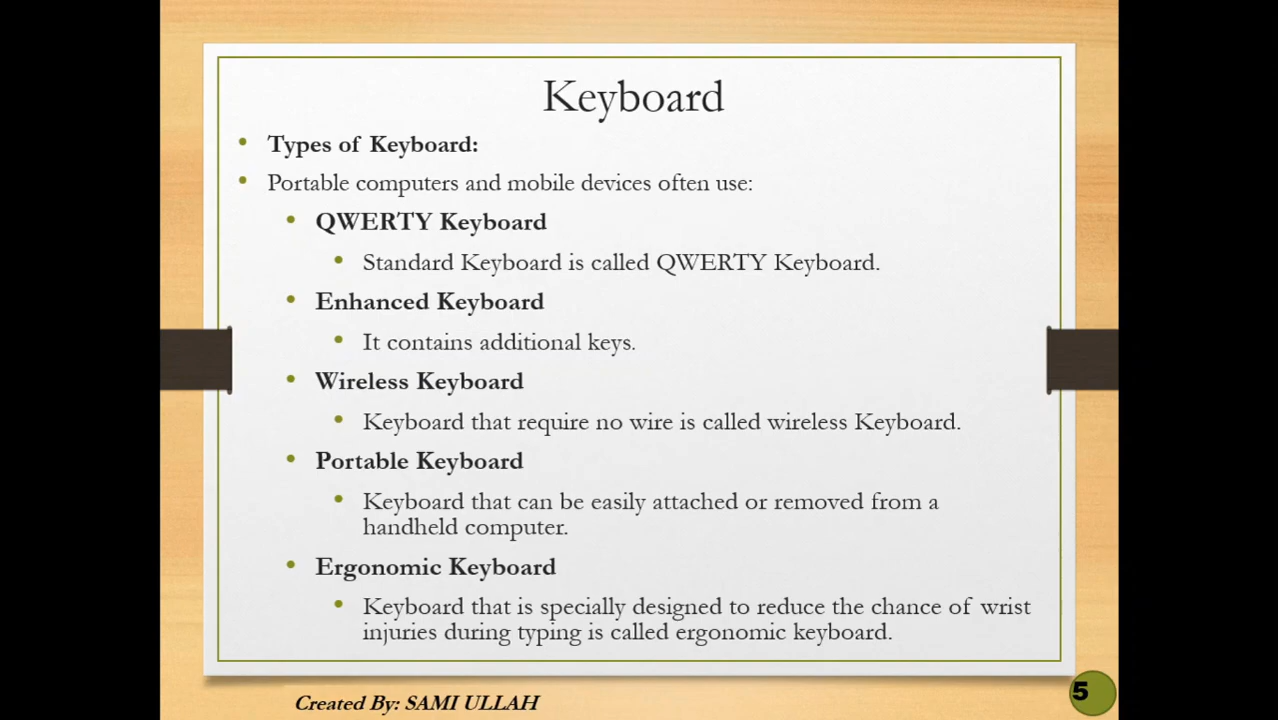 Keyboard
• Types of Keyboard:
• Portable computers and mobile devices often use:
• QWERTY Keyboard
• Standard Keyboard is called QWERTY Keyboard.
• Enhanced Keyboard
• It contains additional keys.
• Wireless Keyboard
• Keyboard that require no wire is called wireless Keyboard.
• Portable Keyboard
• Keyboard that can be easily attached or removed from a
handheld computer.
• Ergonomic Keyboard
• Keyboard that is specially designed to reduce the chance of wrist
injuries during typing is called ergonomic keyboard.
Created By: SAMI ULLAH
5